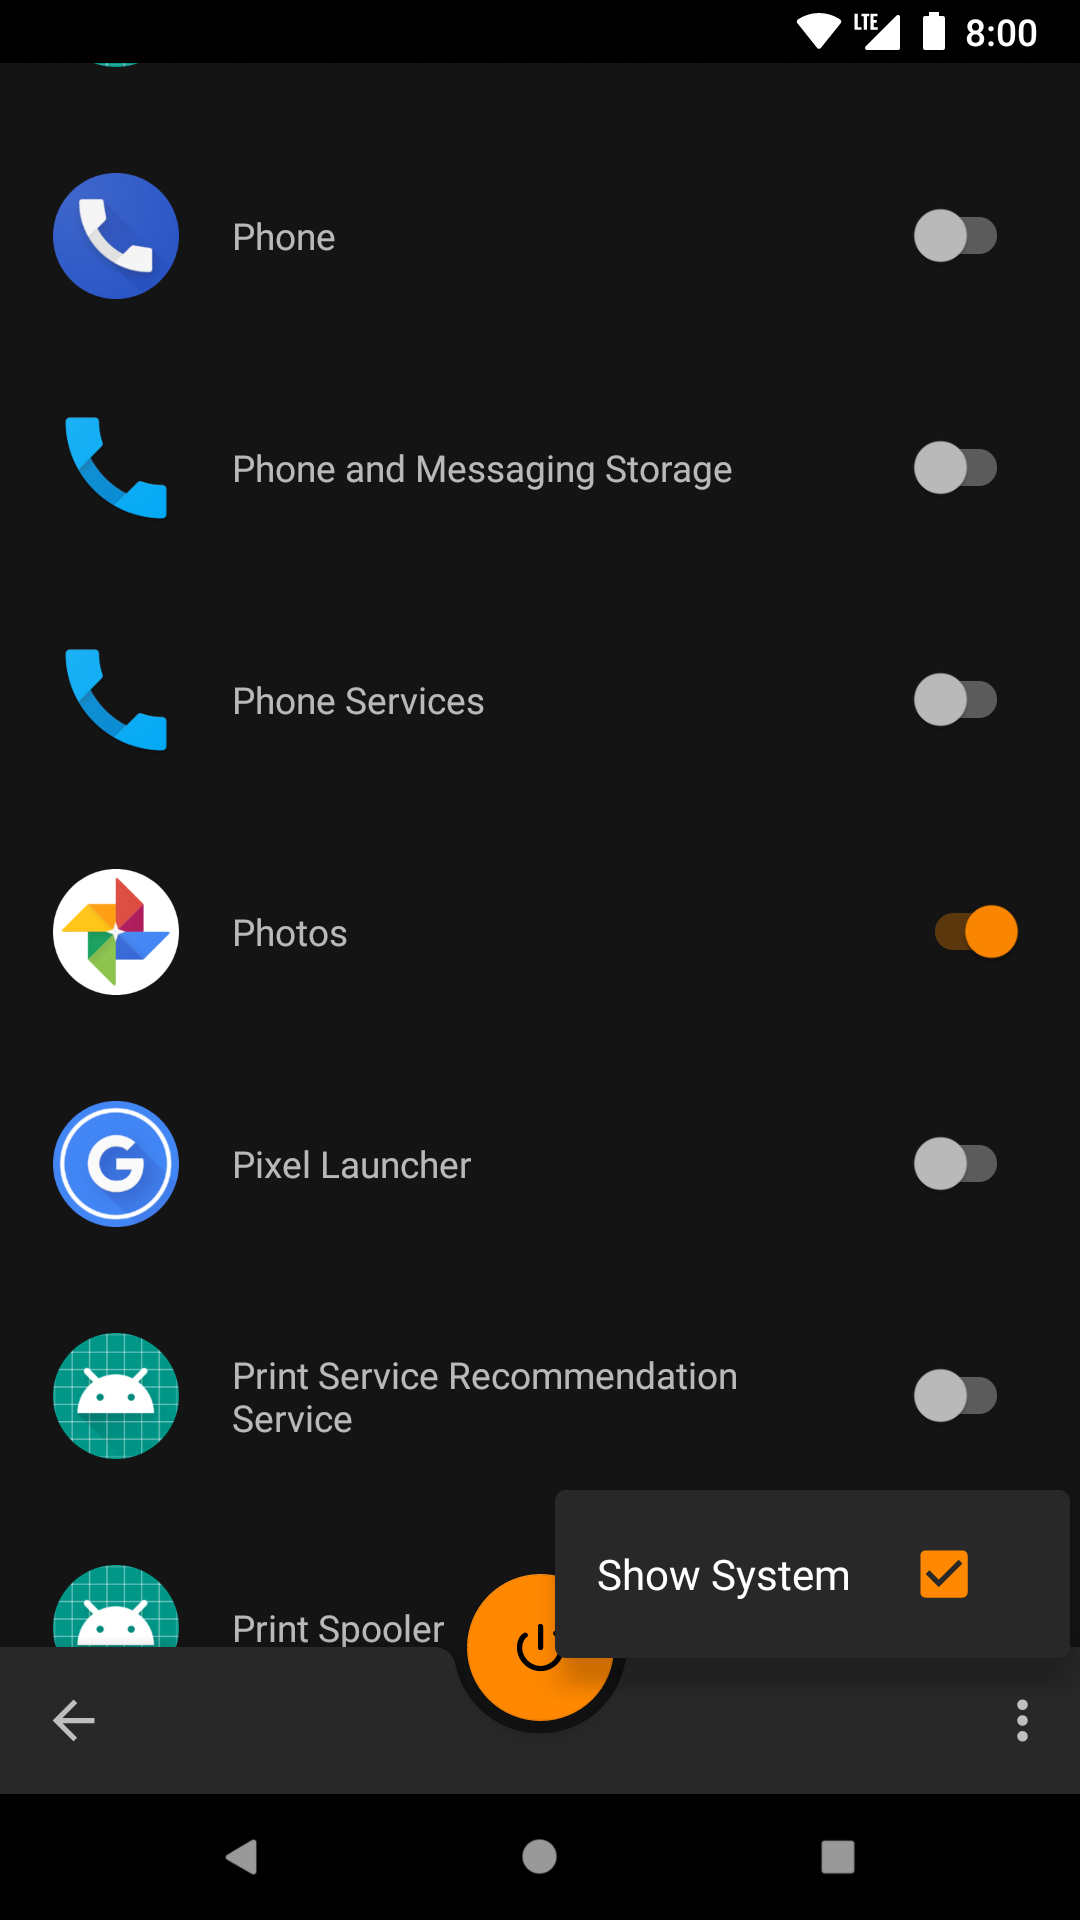 LTE 8:00
Phone
Phone and Messaging Storage
Phone Services
Photos
Pixel Launcher
Print Service Recommendation
Service
Show System
Print Spooler